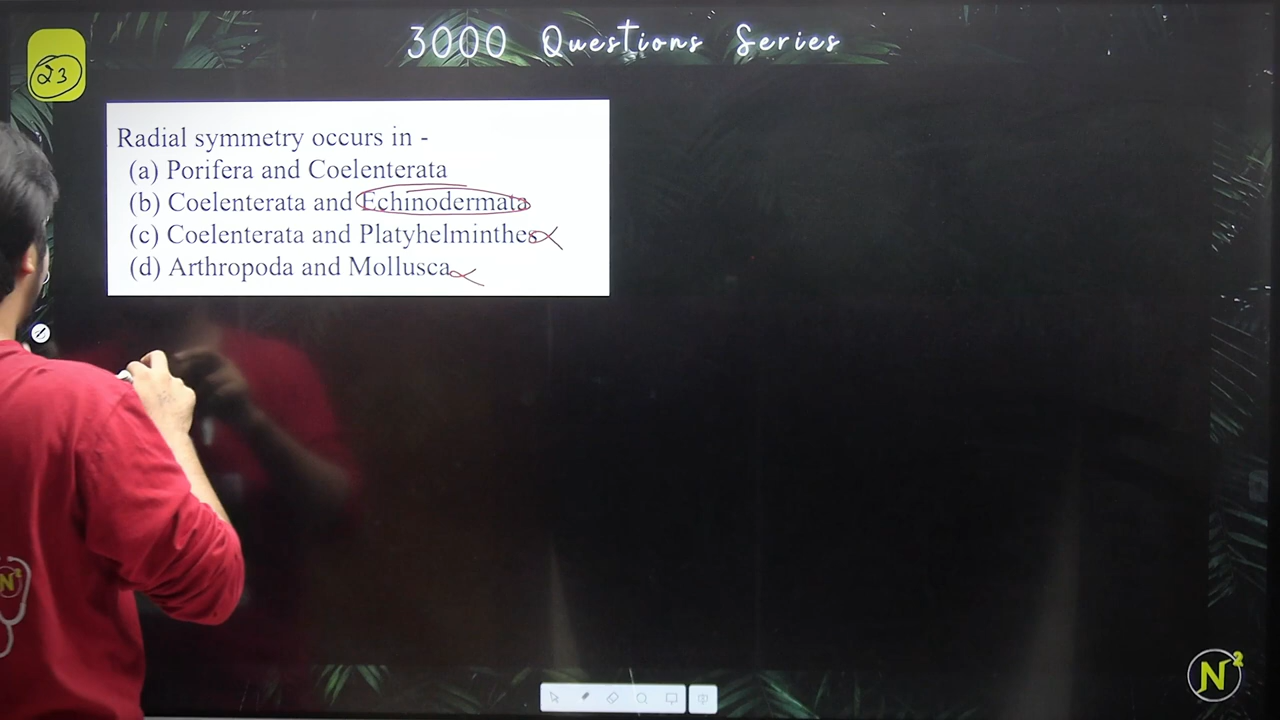 3000 Questions Series
23
Radial symmetry occurs in -
(a) Porifera and Coelenterata
(b) Coelenterata and Echinodermata
(c) Coelenterata and Platyhelminthes
(d) Arthropoda and Mollusca
N²
N²